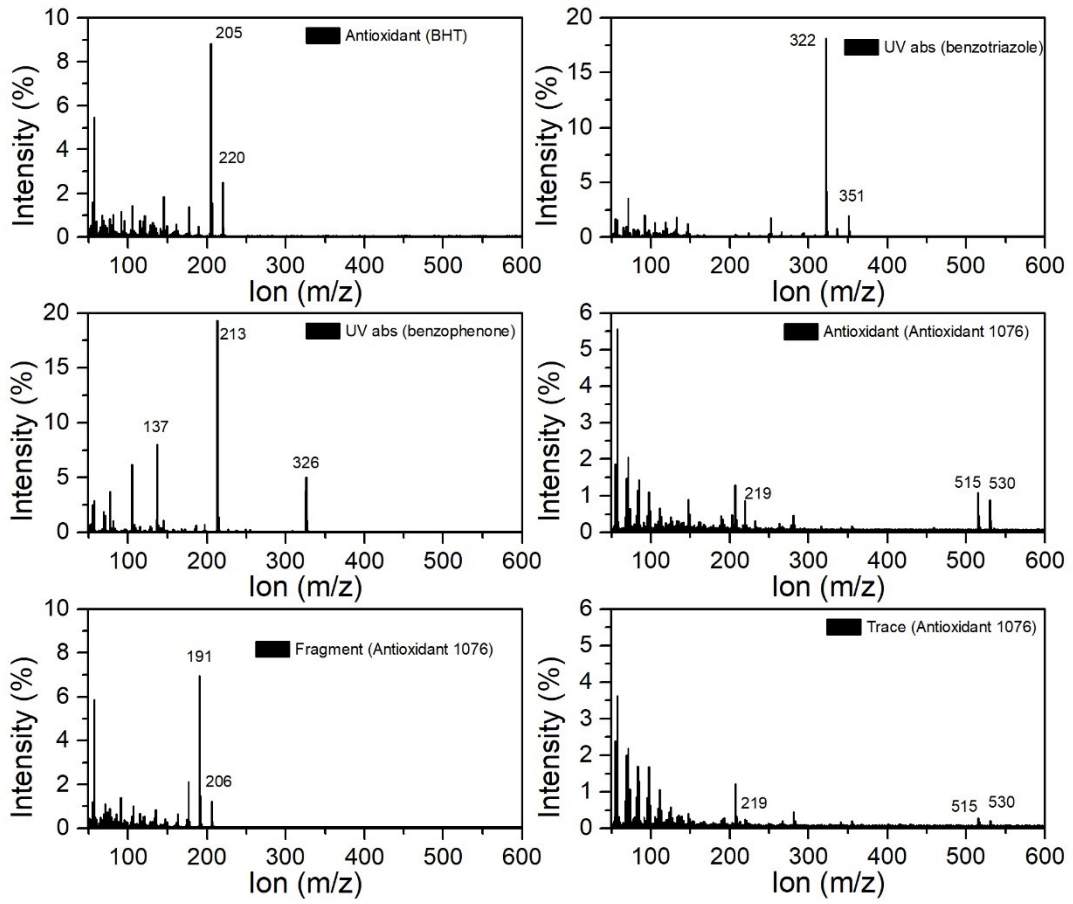 Intensity (%)
10
8
6
4
2
0
205
220
Antioxidant (BHT)
100 200 300 400 500 600
Ion (m/z)
Intensity (%)
20
15
10
5
0
322
351
UV abs (benzotriazole)
100 200 300 400 500 600
Ion (m/z)
Intensity (%)
20
15
10
5
0
137
213
326
UV abs (benzophenone)
100 200 300 400 500 600
Ion (m/z)
Intensity (%)
6
5
4
3
2
1
0
219
515 530
Antioxidant (Antioxidant 1076)
100 200 300 400 500 600
Ion (m/z)
Intensity (%)
10
8
6
4
2
0
191
206
Fragment (Antioxidant 1076)
100 200 300 400 500 600
Ion (m/z)
Intensity (%)
6
5
4
3
2
1
0
219
515 530
Trace (Antioxidant 1076)
100 200 300 400 500 600
Ion (m/z)